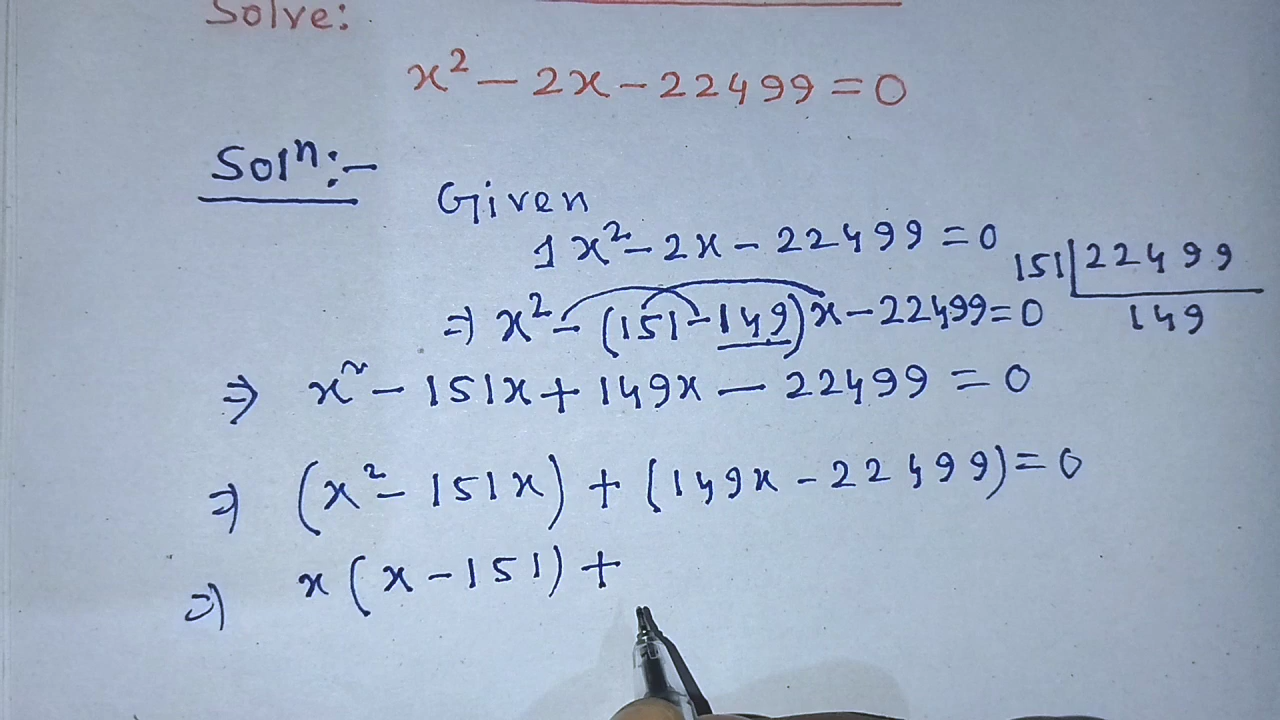 Solve:
x² – 2x – 22499 = 0
Solⁿ:–
Given
1x² – 2x – 22499 = 0
151 | 22499
149
⇒ x² – (151 – 149)x – 22499 = 0
⇒ x² – 151x + 149x – 22499 = 0
⇒ (x² – 151x) + (149x – 22499) = 0
⇒ x(x – 151) +